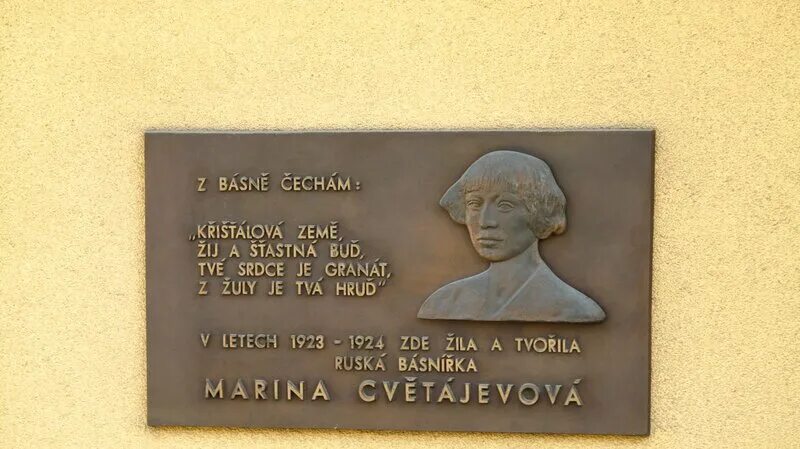 Z BÁSNĚ ČECHÁM:
„KŘIŠŤÁLOVÁ ZEMĚ,
ŽIJ A ŠŤASTNÁ BUĎ,
TVÉ SRDCE JE GRANÁT,
Z ŽULY JE TVÁ HRUĎ“
V LETECH 1923 - 1924 ZDE ŽILA A TVOŘILA
RUSKÁ BÁSNÍŘKA
MARINA CVĚTÁJEVOVÁ